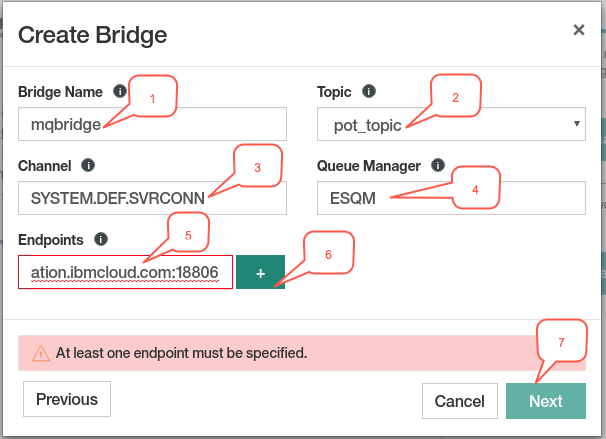 Create Bridge
×
Bridge Name i
1
Topic i
2
mqbridge
pot_topic
Channel i
3
Queue Manager i
4
SYSTEM.DEF.SVRCONN
ESQM
Endpoints i
5
6
ation.ibmcloud.com:18806
+
7
At least one endpoint must be specified.
Previous
Cancel
Next